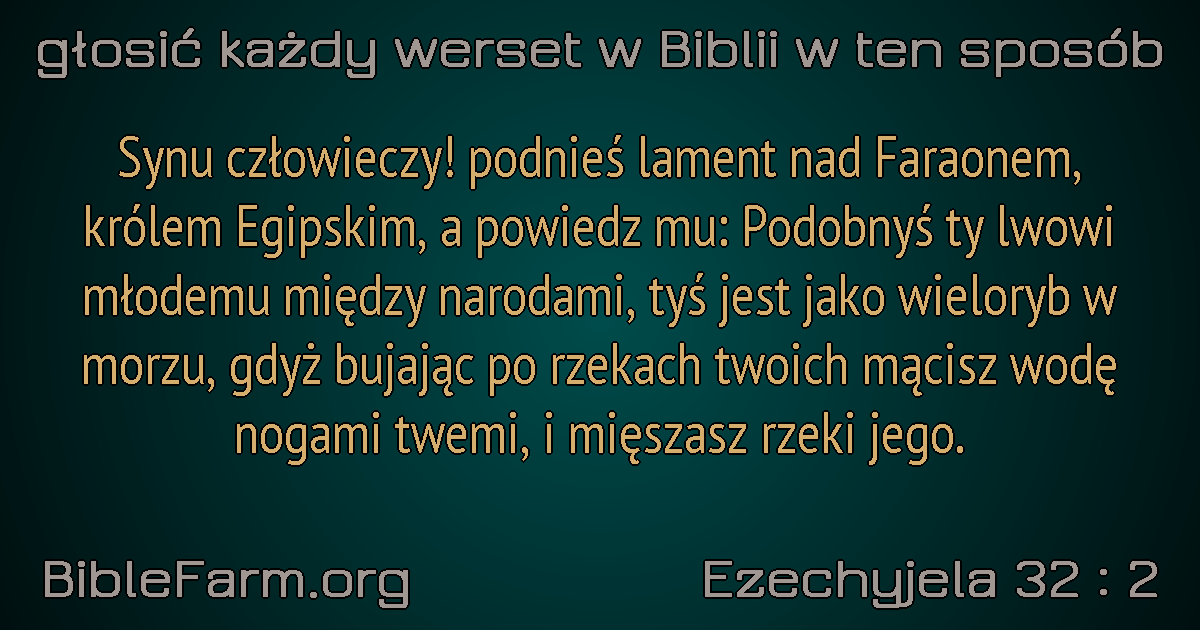 głosić każdy werset w Biblii w ten sposób
Synu człowieczy! podnieś lament nad Faraonem,
królem Egipskim, a powiedz mu: Podobnyś ty lwowi
młodemu między narodami, tyś jest jako wieloryb w
morzu, gdyż bujając po rzekach twoich mącisz wodę
nogami twemi, i mięszasz rzeki jego.
BibleFarm.org
Ezechyjela 32 : 2